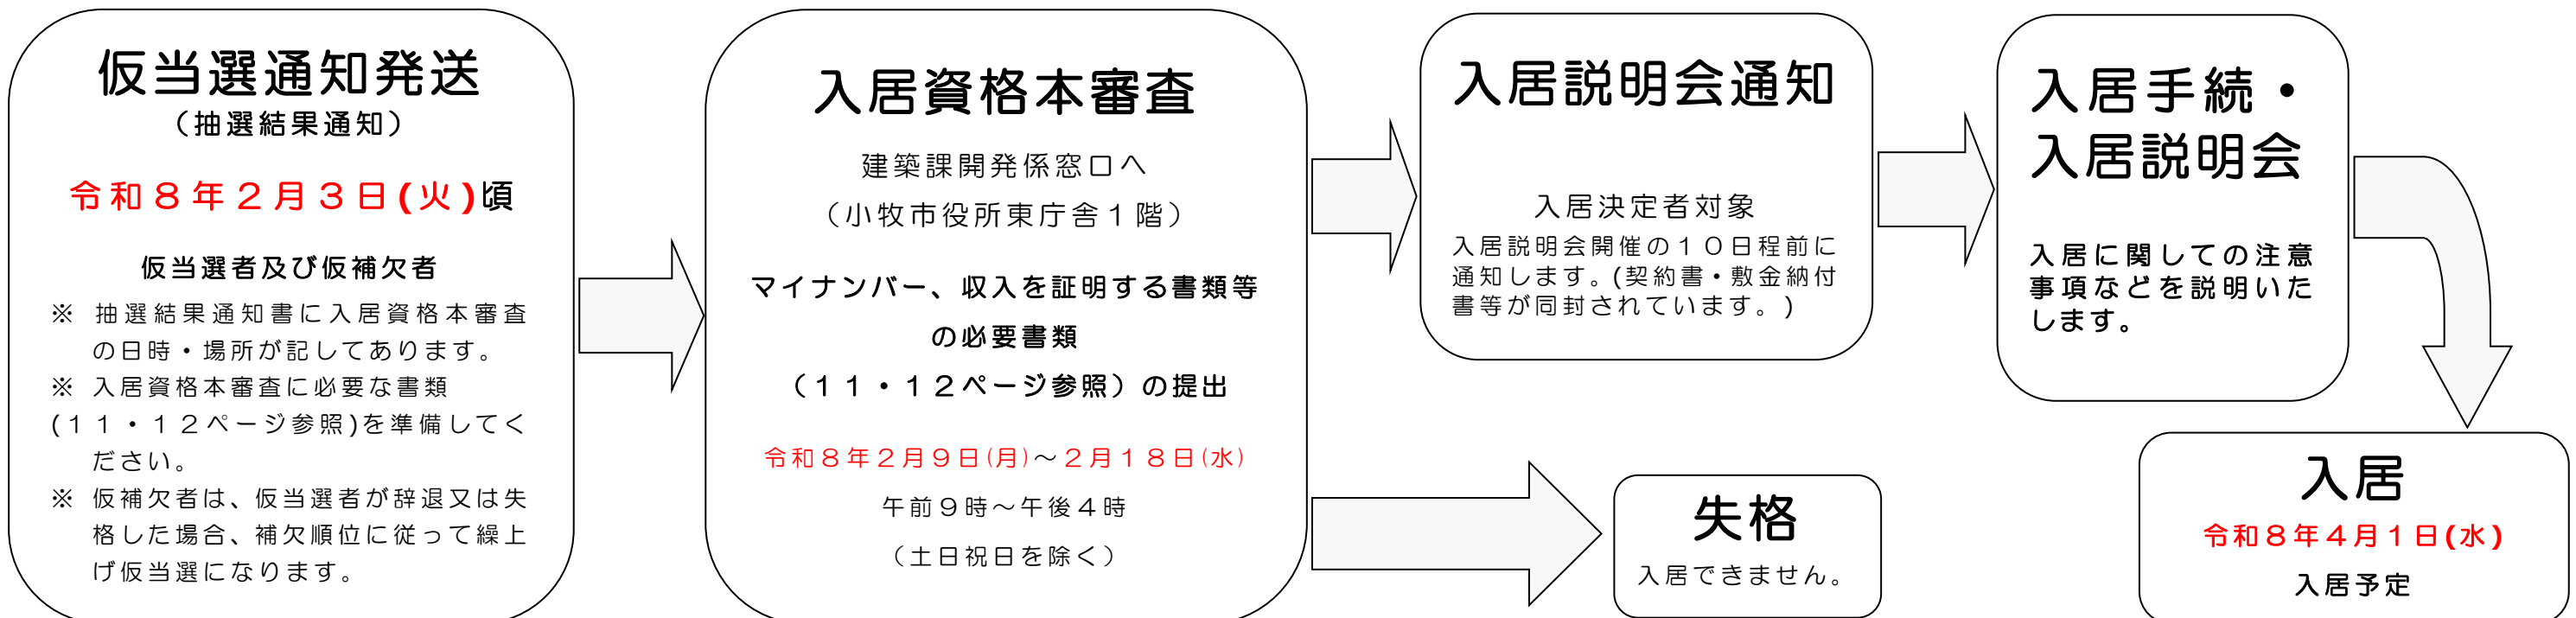 仮当選通知発送
（抽選結果通知）
令和８年２月３日(火)頃
仮当選者及び仮補欠者
※ 抽選結果通知書に入居資格本審査
の日時・場所が記してあります。
※ 入居資格本審査に必要な書類
(１１・１２ページ参照)を準備してく
ださい。
※ 仮補欠者は、仮当選者が辞退又は失
格した場合、補欠順位に従って繰上
げ仮当選になります。
入居資格本審査
建築課開発係窓口へ
（小牧市役所東庁舎１階）
マイナンバー、収入を証明する書類等
の必要書類
（１１・１２ページ参照）の提出
令和８年２月９日(月)～２月１８日(水)
午前９時～午後４時
（土日祝日を除く）
入居説明会通知
入居決定者対象
入居説明会開催の１０日程前に
通知します。(契約書・敷金納付
書等が同封されています。)
入居手続・
入居説明会
入居に関しての注意
事項などを説明いた
します。
失格
入居できません。
入居
令和８年４月１日(水)
入居予定